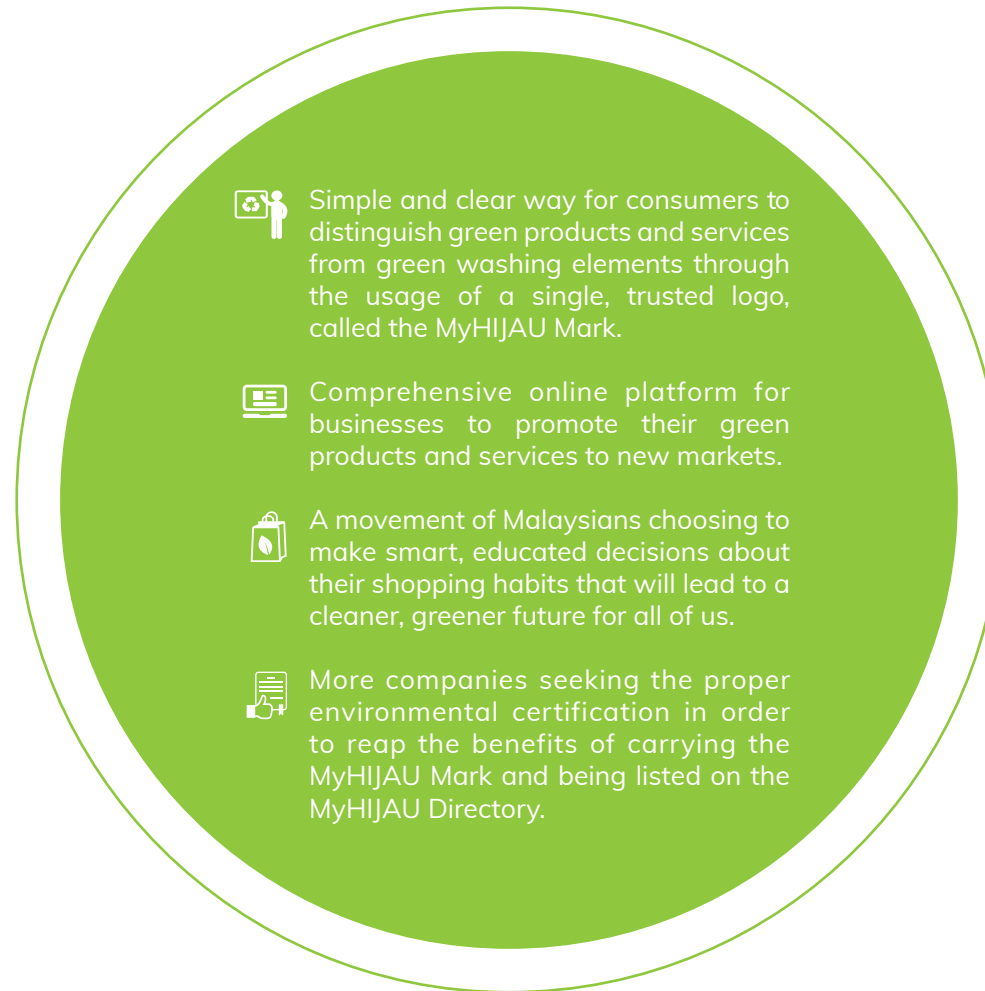 Simple and clear way for consumers to
distinguish green products and services
from green washing elements through
the usage of a single, trusted logo,
called the MyHIJAU Mark.
Comprehensive online platform for
businesses to promote their green
products and services to new markets.
A movement of Malaysians choosing to
make smart, educated decisions about
their shopping habits that will lead to a
cleaner, greener future for all of us.
More companies seeking the proper
environmental certification in order
to reap the benefits of carrying the
MyHIJAU Mark and being listed on the
MyHIJAU Directory.